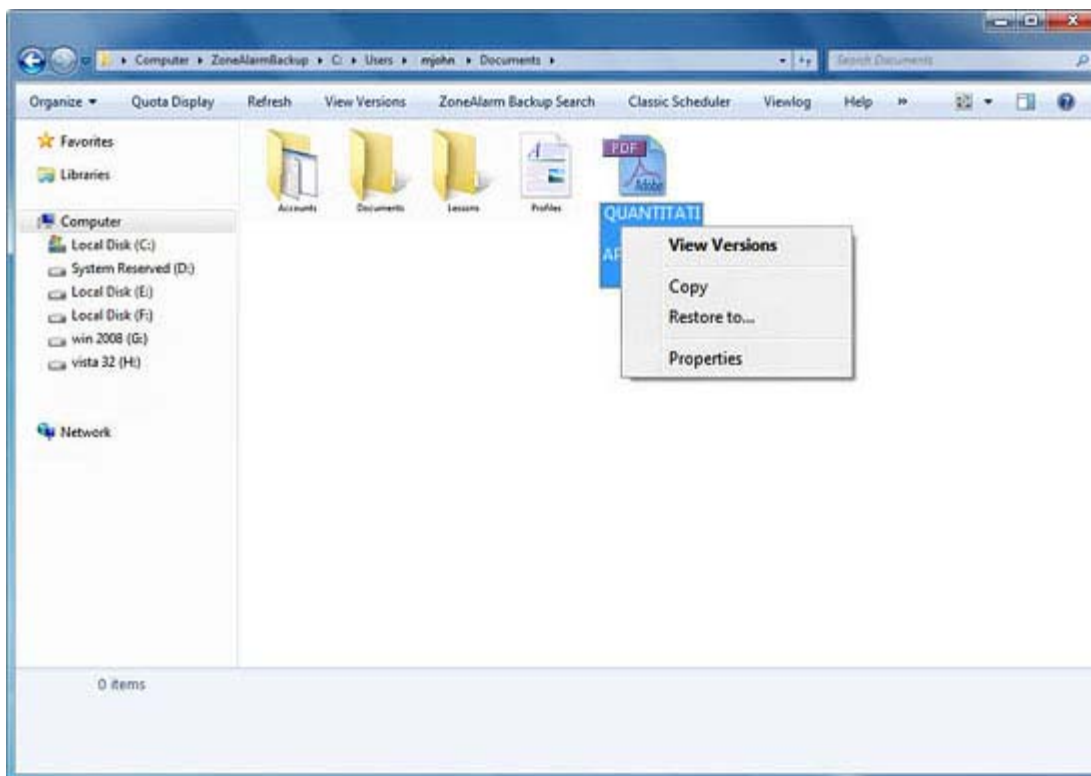 Computer ▸ ZoneAlarmBackup ▸ C: ▸ Users ▸ mjohn ▸ Documents ▸ Search Documents
Organize Quota Display Refresh View Versions ZoneAlarm Backup Search Classic Scheduler Viewlog Help »
Favorites
Libraries
Computer
Local Disk (C:)
System Reserved (D:)
Local Disk (E:)
Local Disk (F:)
win 2008 (G:)
vista 32 (H:)
Network
PDF
Adobe
Accounts Documents Lessons Profiles
QUANTITATI
AP
View Versions
Copy
Restore to...
Properties
0 items